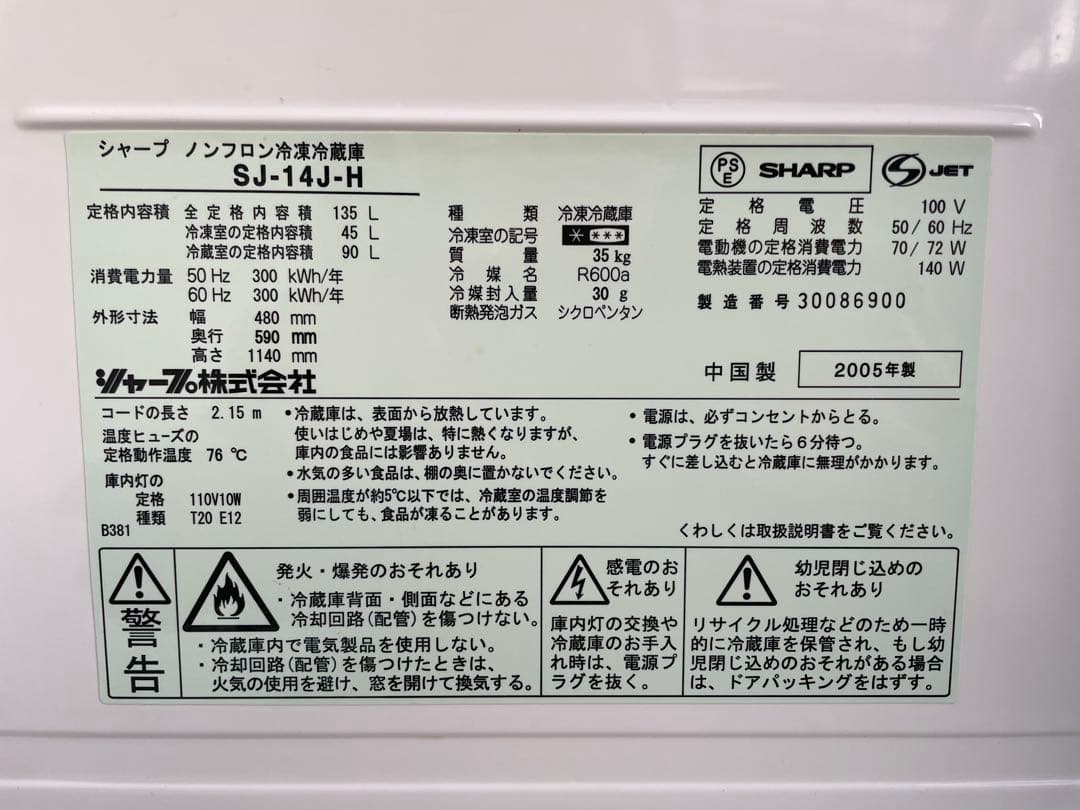 シャープ ノンフロン冷凍冷蔵庫
SJ-14J-H
定格内容積 全定格内容積 135 L
冷凍室の定格内容積 45 L
冷蔵室の定格内容積 90 L
消費電力量 50 Hz 300 kWh/年
60 Hz 300 kWh/年
外形寸法 幅 480 mm
奥行 590 mm
高さ 1140 mm
シャープ株式会社
種類 冷凍冷蔵庫
冷凍室の記号 * ***
質量 35 kg
冷媒名 R600a
冷媒封入量 30 g
断熱発泡ガス シクロペンタン
PS E SHARP S JET
定格電圧 100 V
定格周波数 50/60 Hz
電動機の定格消費電力 70/72 W
電熱装置の定格消費電力 140 W
製造番号 30086900
中国製 2005年製
コードの長さ 2.15 m
温度ヒューズの
定格動作温度 76 ℃
庫内灯の
定格 110V10W
種類 T20 E12
B381
•冷蔵庫は、表面から放熱しています。
使いはじめや夏場は、特に熱くなりますが、
庫内の食品には影響ありません。
•水気の多い食品は、棚の奥に置かないでください。
•周囲温度が約5℃以下では、冷蔵室の温度調節を
弱にしても、食品が凍ることがあります。
•電源は、必ずコンセントからとる。
•電源プラグを抜いたら6分待つ。
すぐに差し込むと冷蔵庫に無理がかかります。
くわしくは取扱説明書をご覧ください。
警告
発火・爆発のおそれあり
・冷蔵庫背面・側面などにある
冷却回路(配管)を傷つけない。
・冷蔵庫内で電気製品を使用しない。
・冷却回路(配管)を傷つけたときは、
火気の使用を避け、窓を開けて換気する。
感電のお
それあり
庫内灯の交換や
冷蔵庫のお手入
れ時は、電源プ
ラグを抜く。
幼児閉じ込めの
おそれあり
リサイクル処理などのため一時
的に冷蔵庫を保管され、もし幼
児閉じ込めのおそれがある場合
は、ドアパッキングをはずす。